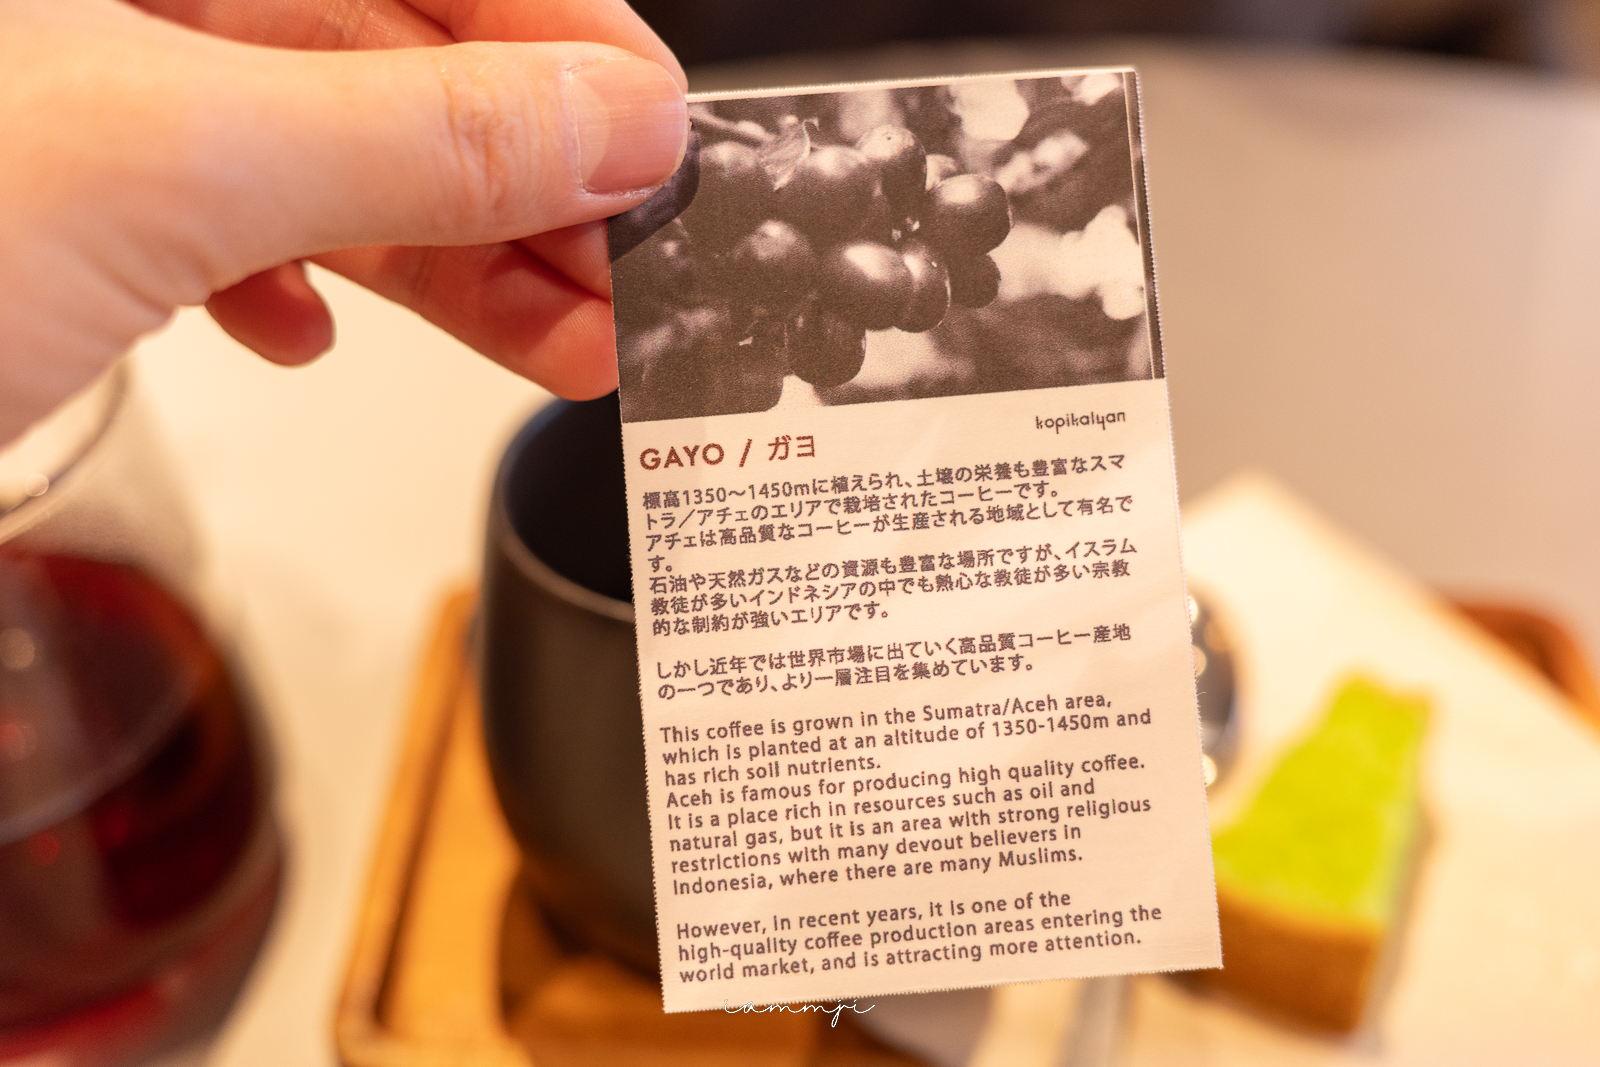 kopikalyan
GAYO / ガヨ
標高1350〜1450mに植えられ、土壌の栄養も豊富なスマ
トラ／アチェのエリアで栽培されたコーヒーです。
アチェは高品質なコーヒーが生産される地域として有名で
す。
石油や天然ガスなどの資源も豊富な場所ですが、イスラム
教徒が多いインドネシアの中でも熱心な教徒が多い宗教
的な制約が強いエリアです。
しかし近年では世界市場に出ていく高品質コーヒー産地
の一つであり、より一層注目を集めています。
This coffee is grown in the Sumatra/Aceh area,
which is planted at an altitude of 1350-1450m and
has rich soil nutrients.
Aceh is famous for producing high quality coffee.
It is a place rich in resources such as oil and
natural gas, but it is an area with strong religious
restrictions with many devout believers in
Indonesia, where there are many Muslims.
However, in recent years, it is one of the
high-quality coffee production areas entering the
world market, and is attracting more attention.
iammji